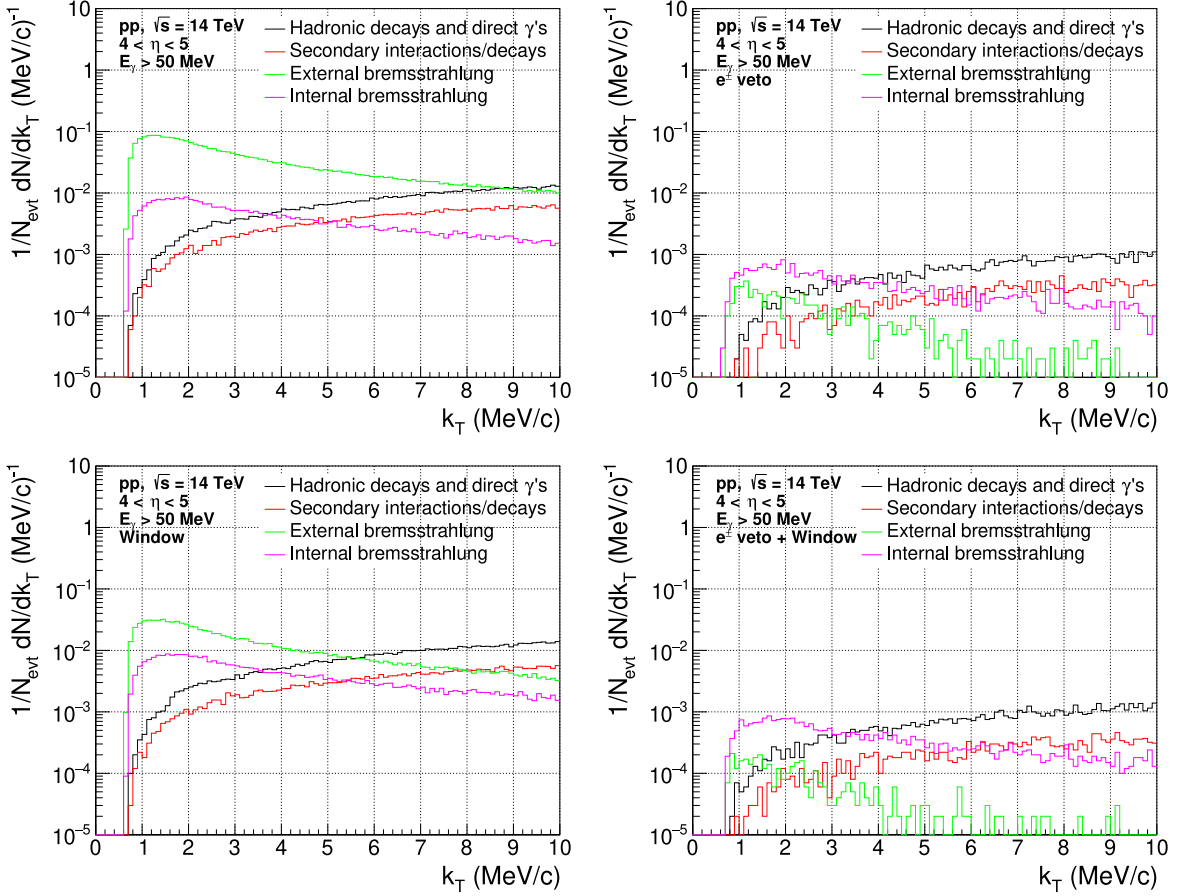 pp, √s = 14 TeV
4 < η < 5
E_γ > 50 MeV
Hadronic decays and direct γ's
Secondary interactions/decays
External bremsstrahlung
Internal bremsstrahlung
1/N_evt dN/dk_T (MeV/c)^-1
10
1
10^-1
10^-2
10^-3
10^-4
10^-5
0 1 2 3 4 5 6 7 8 9 10
k_T (MeV/c)
pp, √s = 14 TeV
4 < η < 5
E_γ > 50 MeV
e^± veto
Hadronic decays and direct γ's
Secondary interactions/decays
External bremsstrahlung
Internal bremsstrahlung
1/N_evt dN/dk_T (MeV/c)^-1
10
1
10^-1
10^-2
10^-3
10^-4
10^-5
0 1 2 3 4 5 6 7 8 9 10
k_T (MeV/c)
pp, √s = 14 TeV
4 < η < 5
E_γ > 50 MeV
Window
Hadronic decays and direct γ's
Secondary interactions/decays
External bremsstrahlung
Internal bremsstrahlung
1/N_evt dN/dk_T (MeV/c)^-1
10
1
10^-1
10^-2
10^-3
10^-4
10^-5
0 1 2 3 4 5 6 7 8 9 10
k_T (MeV/c)
pp, √s = 14 TeV
4 < η < 5
E_γ > 50 MeV
e^± veto + Window
Hadronic decays and direct γ's
Secondary interactions/decays
External bremsstrahlung
Internal bremsstrahlung
1/N_evt dN/dk_T (MeV/c)^-1
10
1
10^-1
10^-2
10^-3
10^-4
10^-5
0 1 2 3 4 5 6 7 8 9 10
k_T (MeV/c)